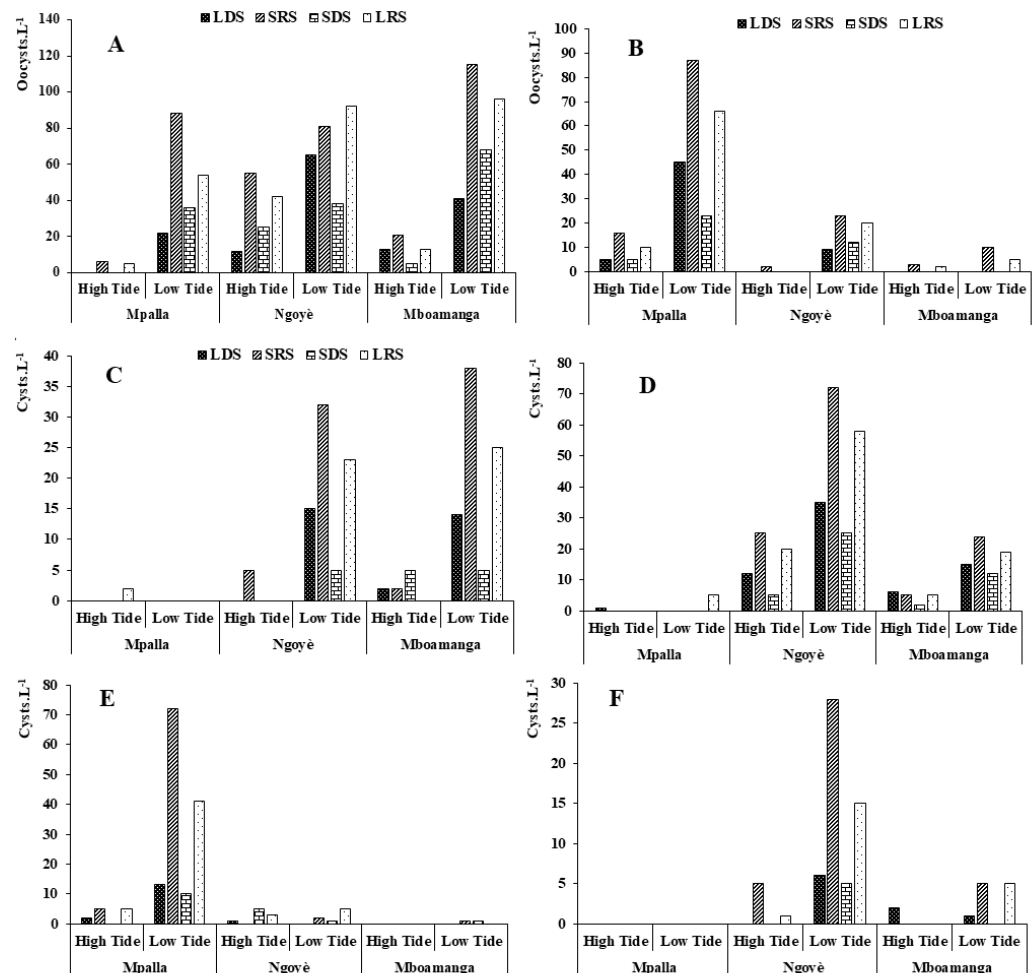 LDS SRS SDS LRS
A
Oocysts.L-1
140
120
100
80
60
40
20
0
High Tide Low Tide High Tide Low Tide High Tide Low Tide
Mpalla Ngoyè Mboamanga
LDS SRS SDS LRS
B
Oocysts.L-1
100
90
80
70
60
50
40
30
20
10
0
High Tide Low Tide High Tide Low Tide High Tide Low Tide
Mpalla Ngoyè Mboamanga
LDS SRS SDS LRS
C
Cysts.L-1
40
35
30
25
20
15
10
5
0
High Tide Low Tide High Tide Low Tide High Tide Low Tide
Mpalla Ngoyè Mboamanga
D
Cysts.L-1
80
70
60
50
40
30
20
10
0
High Tide Low Tide High Tide Low Tide High Tide Low Tide
Mpalla Ngoyè Mboamanga
E
Cysts.L-1
80
70
60
50
40
30
20
10
0
High Tide Low Tide High Tide Low Tide High Tide Low Tide
Mpalla Ngoyè Mboamanga
F
Cysts.L-1
30
25
20
15
10
5
0
High Tide Low Tide High Tide Low Tide High Tide Low Tide
Mpalla Ngoyè Mboamanga